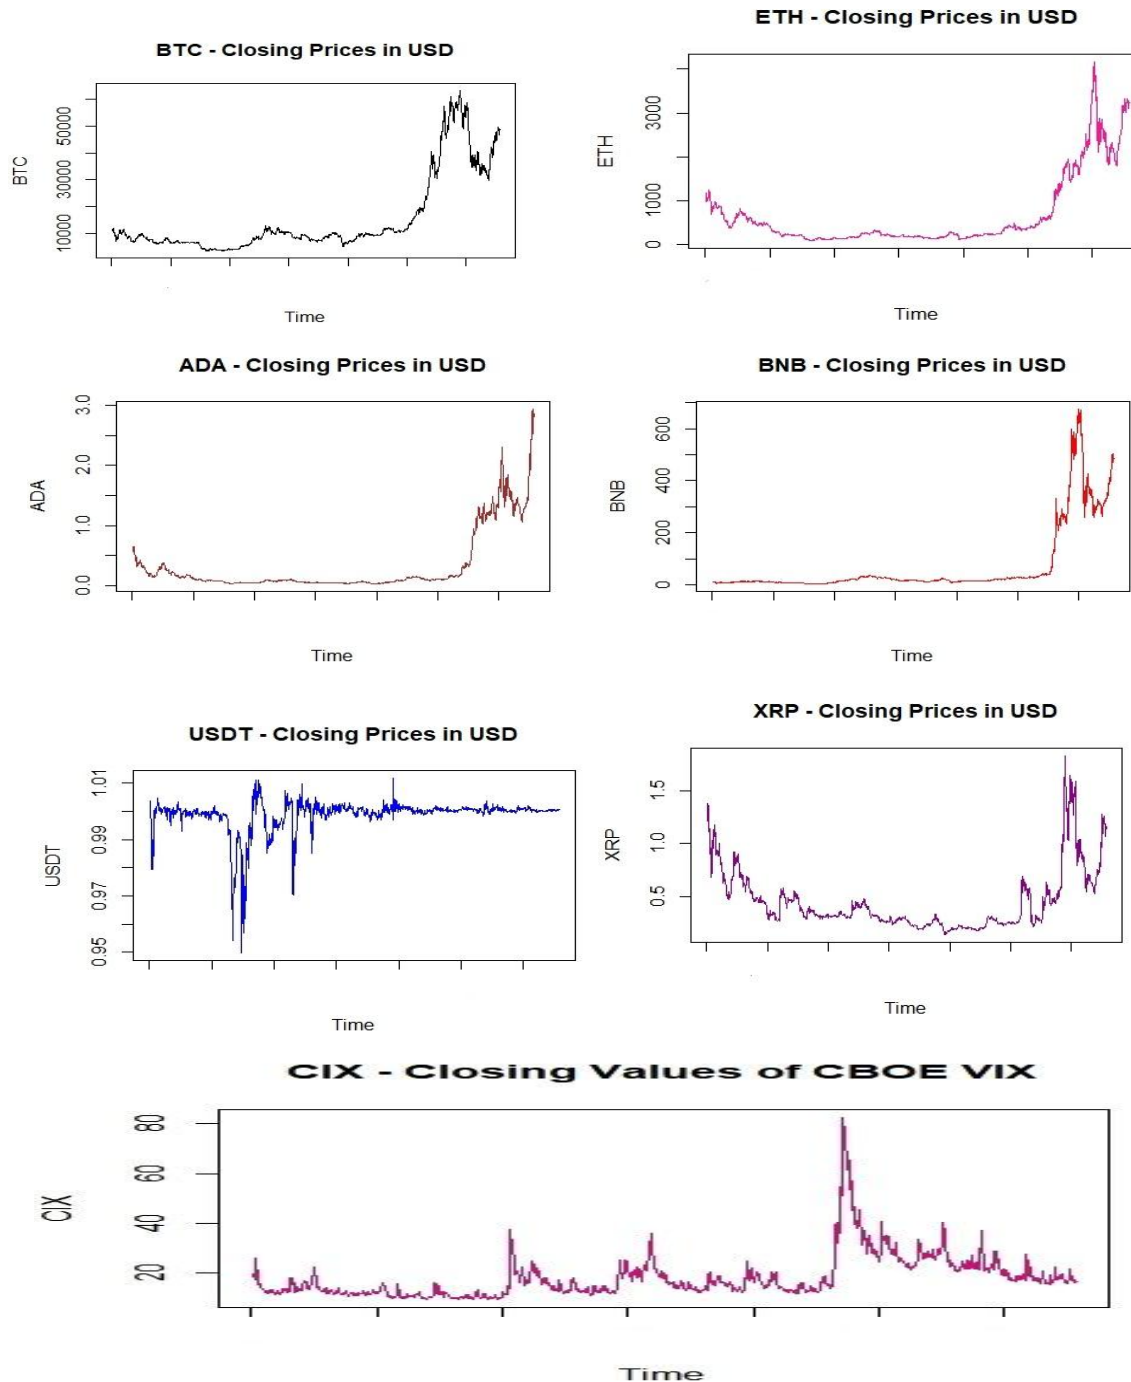 BTC - Closing Prices in USD
BTC
50000
30000
10000
Time
ETH - Closing Prices in USD
ETH
3000
1000
0
Time
ADA - Closing Prices in USD
ADA
3.0
2.0
1.0
0.0
Time
BNB - Closing Prices in USD
BNB
600
400
200
0
Time
USDT - Closing Prices in USD
USDT
1.01
0.99
0.97
0.95
Time
XRP - Closing Prices in USD
XRP
1.5
1.0
0.5
Time
CIX - Closing Values of CBOE VIX
CIX
80
60
40
20
Time